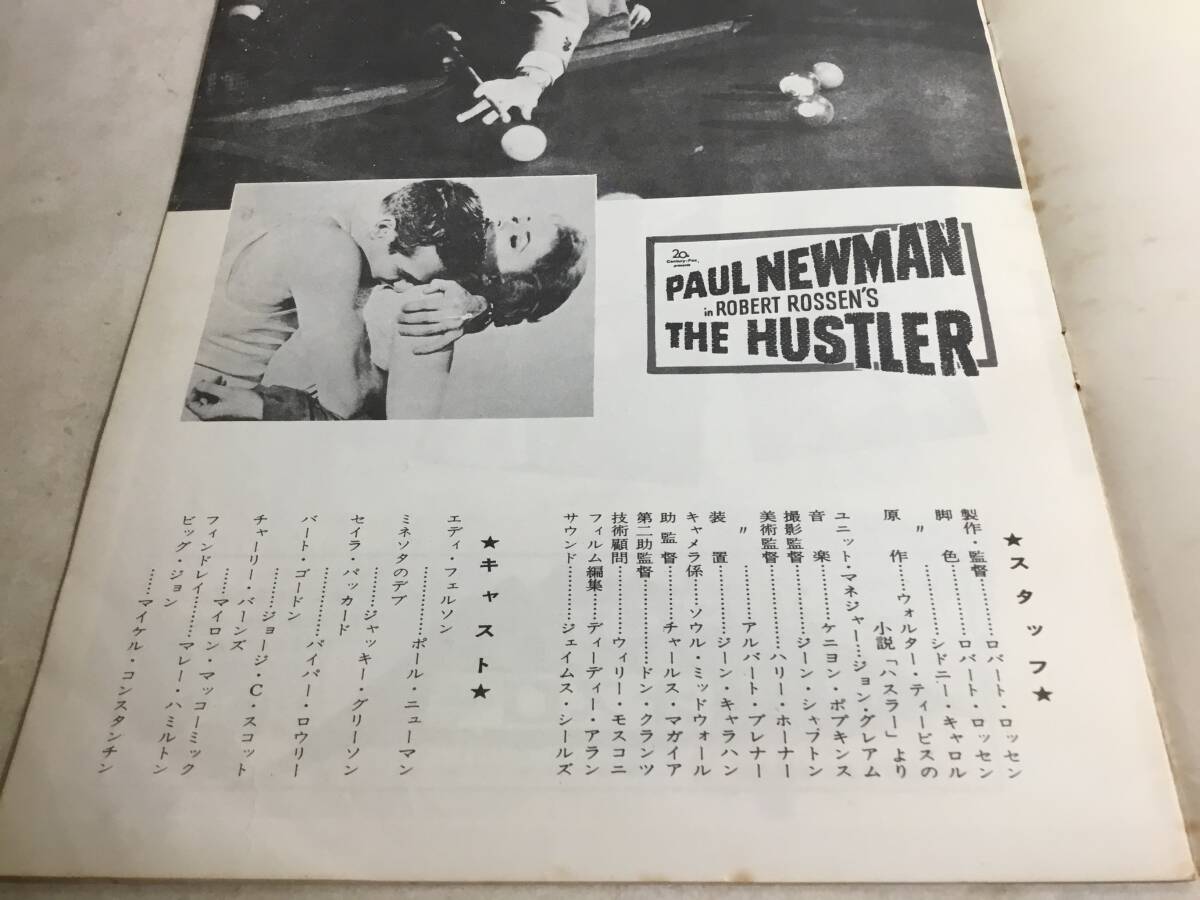 20
Century-Fox
presents
PAUL NEWMAN
in ROBERT ROSSEN'S
THE HUSTLER
★スタッフ★
製作・監督…………ロバート・ロッセン
脚色…………ロバート・ロッセン
〃…………シドニー・キャロル
原作……ウォルター・ティービスの
小説「ハスラー」より
ユニット・マネジャー……ジョン・グレアム
音楽…………ケニヨン・ホプキンス
撮影監督…………ジーン・シャフトン
美術監督…………ハリー・ホーナー
〃…………アルバート・ブレナー
装置…………ジーン・キャラハン
キャメラ係……ソウル・ミッドウォール
助監督…………チャールス・マガイア
第二助監督…………ドン・クランツ
技術顧問…………ウィリー・モスコニ
フィルム編集……ディーディー・アラン
サウンド…………ジェイムス・シールズ
★キャスト★
エディ・フェルソン
…………ポール・ニューマン
ミネソタのデブ
…………ジャッキー・グリーソン
セイラ・パッカード
…………パイパー・ロウリー
バート・ゴードン
…………ジョージ・C・スコット
チャーリー・バーンズ
…………マイロン・マッコーミック
フィンドレイ…………マレー・ハミルトン
ビッグ・ジョン
…………マイケル・コンスタンチン